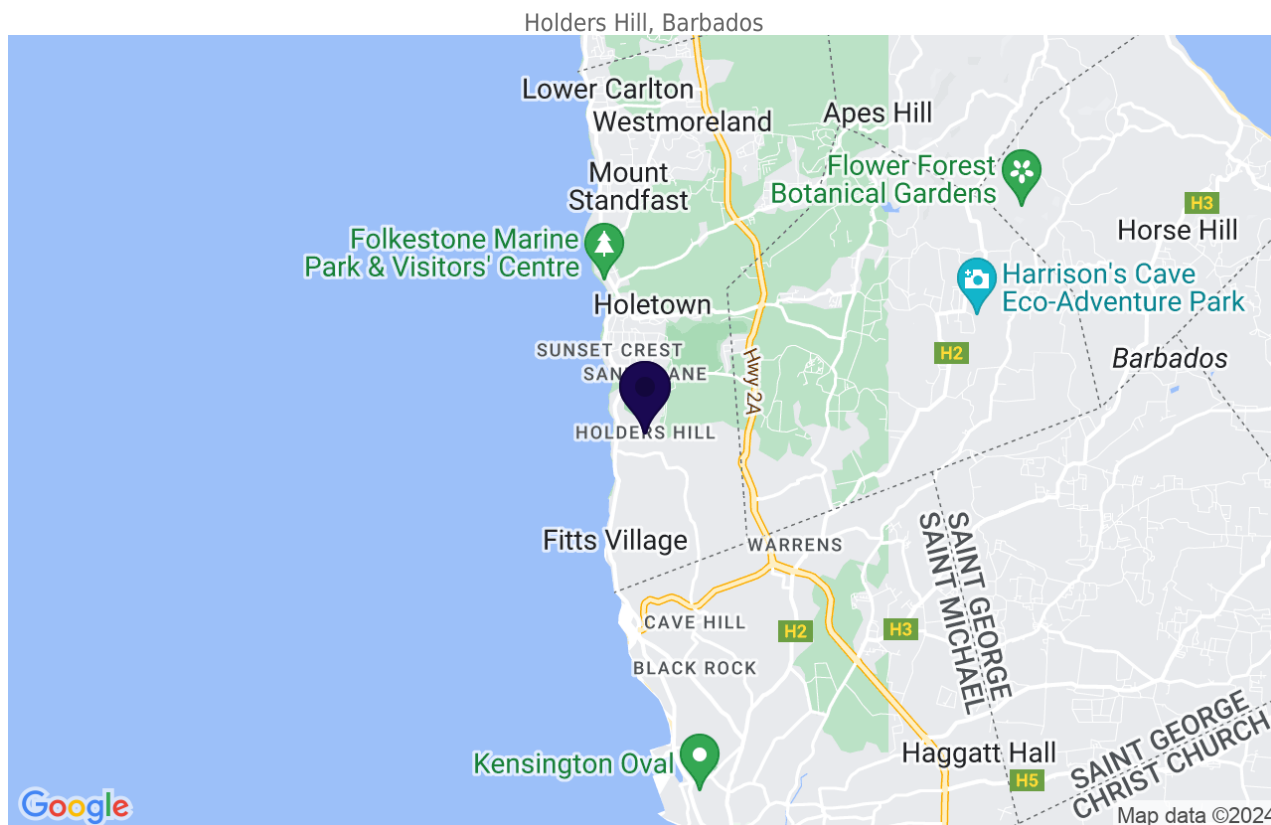 Holders Hill, Barbados
Lower Carlton
Westmoreland
Apes Hill
Flower Forest
Botanical Gardens
Mount
Standfast
H3
Horse Hill
Folkestone Marine
Park & Visitors' Centre
Harrison's Cave
Eco-Adventure Park
Holetown
SUNSET CREST
H2
Barbados
Hwy 2A
HOLDERS HILL
Fitts Village
WARRENS
SAINT GEORGE
SAINT MICHAEL
CAVE HILL
H2
H3
BLACK ROCK
Kensington Oval
Haggatt Hall
H5
SAINT GEORGE
CHRIST CHURCH
Google
Map data ©2024